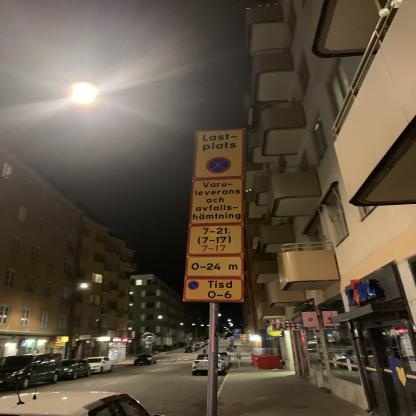 Last-
plats
Varu-
leverans
och
avfalls-
hämtning
7-21.
(7-17)
7-17
0-24 m
Tisd
0-6